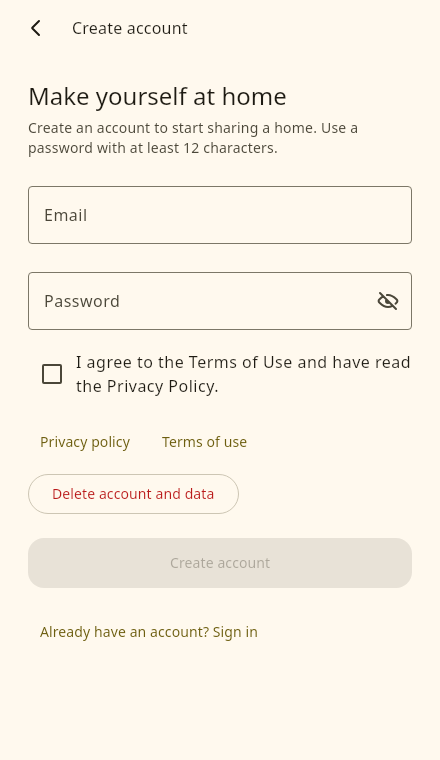 Create account
Make yourself at home
Create an account to start sharing a home. Use a
password with at least 12 characters.
Email
Password
I agree to the Terms of Use and have read
the Privacy Policy.
Privacy policy
Terms of use
Delete account and data
Create account
Already have an account? Sign in